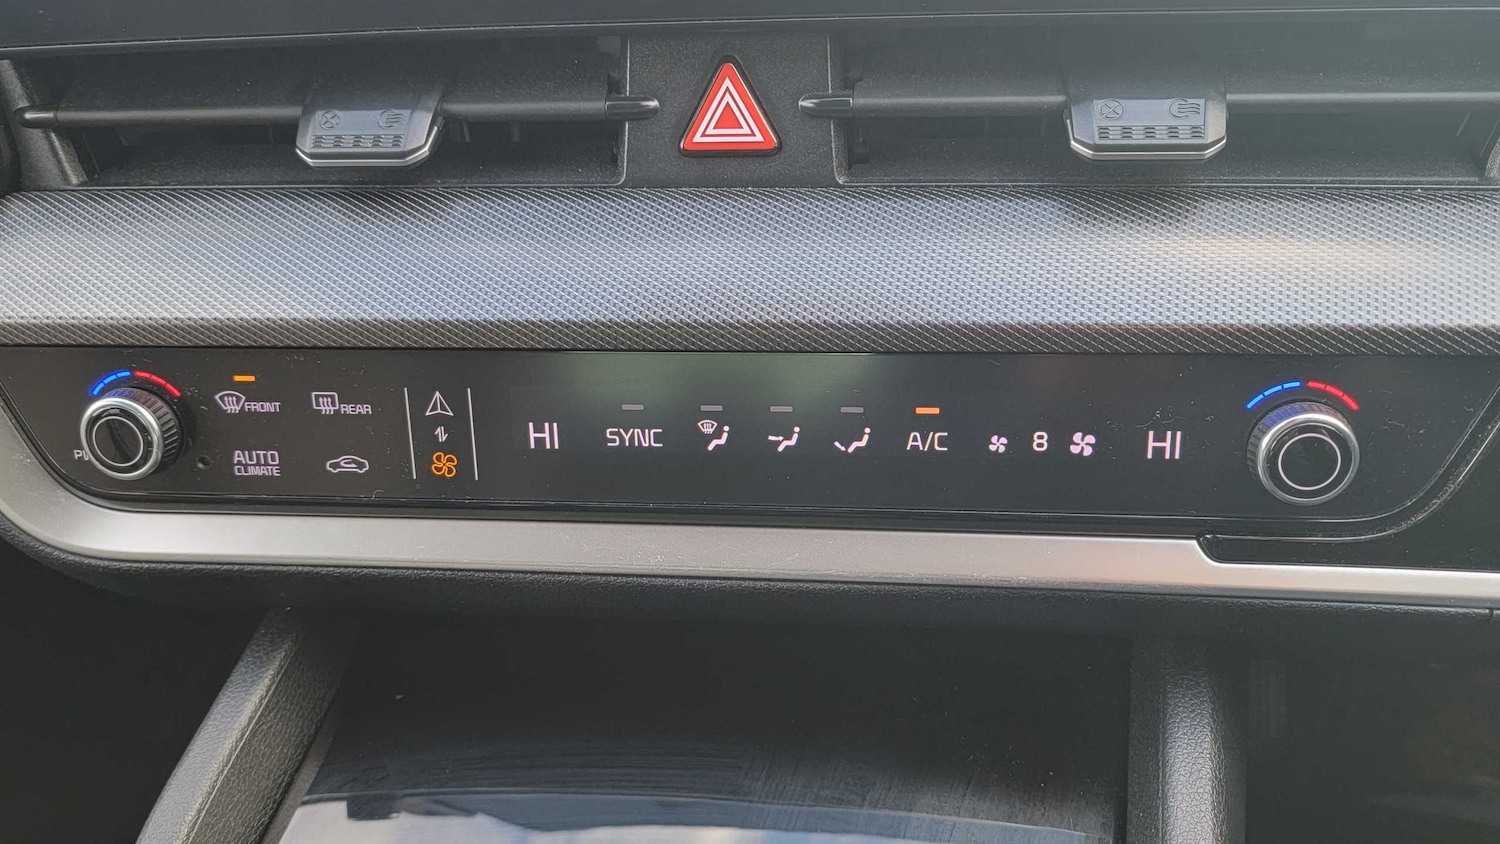 FRONT
REAR
AUTO
CLIMATE
HI
SYNC
A/C
8
HI